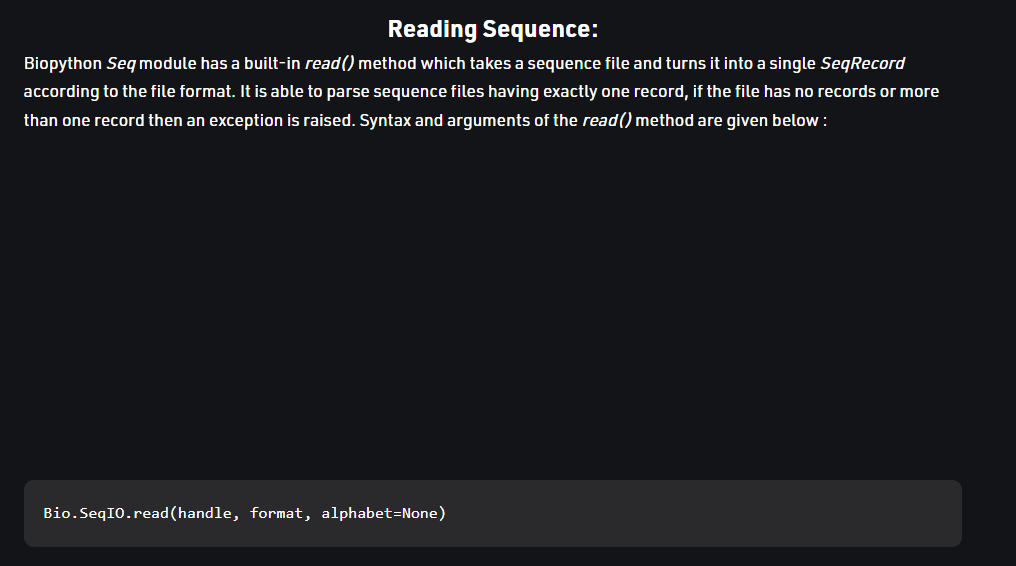 Reading Sequence:
Biopython Seq module has a built-in read() method which takes a sequence file and turns it into a single SeqRecord
according to the file format. It is able to parse sequence files having exactly one record, if the file has no records or more
than one record then an exception is raised. Syntax and arguments of the read() method are given below :
Bio.SeqIO.read(handle, format, alphabet=None)